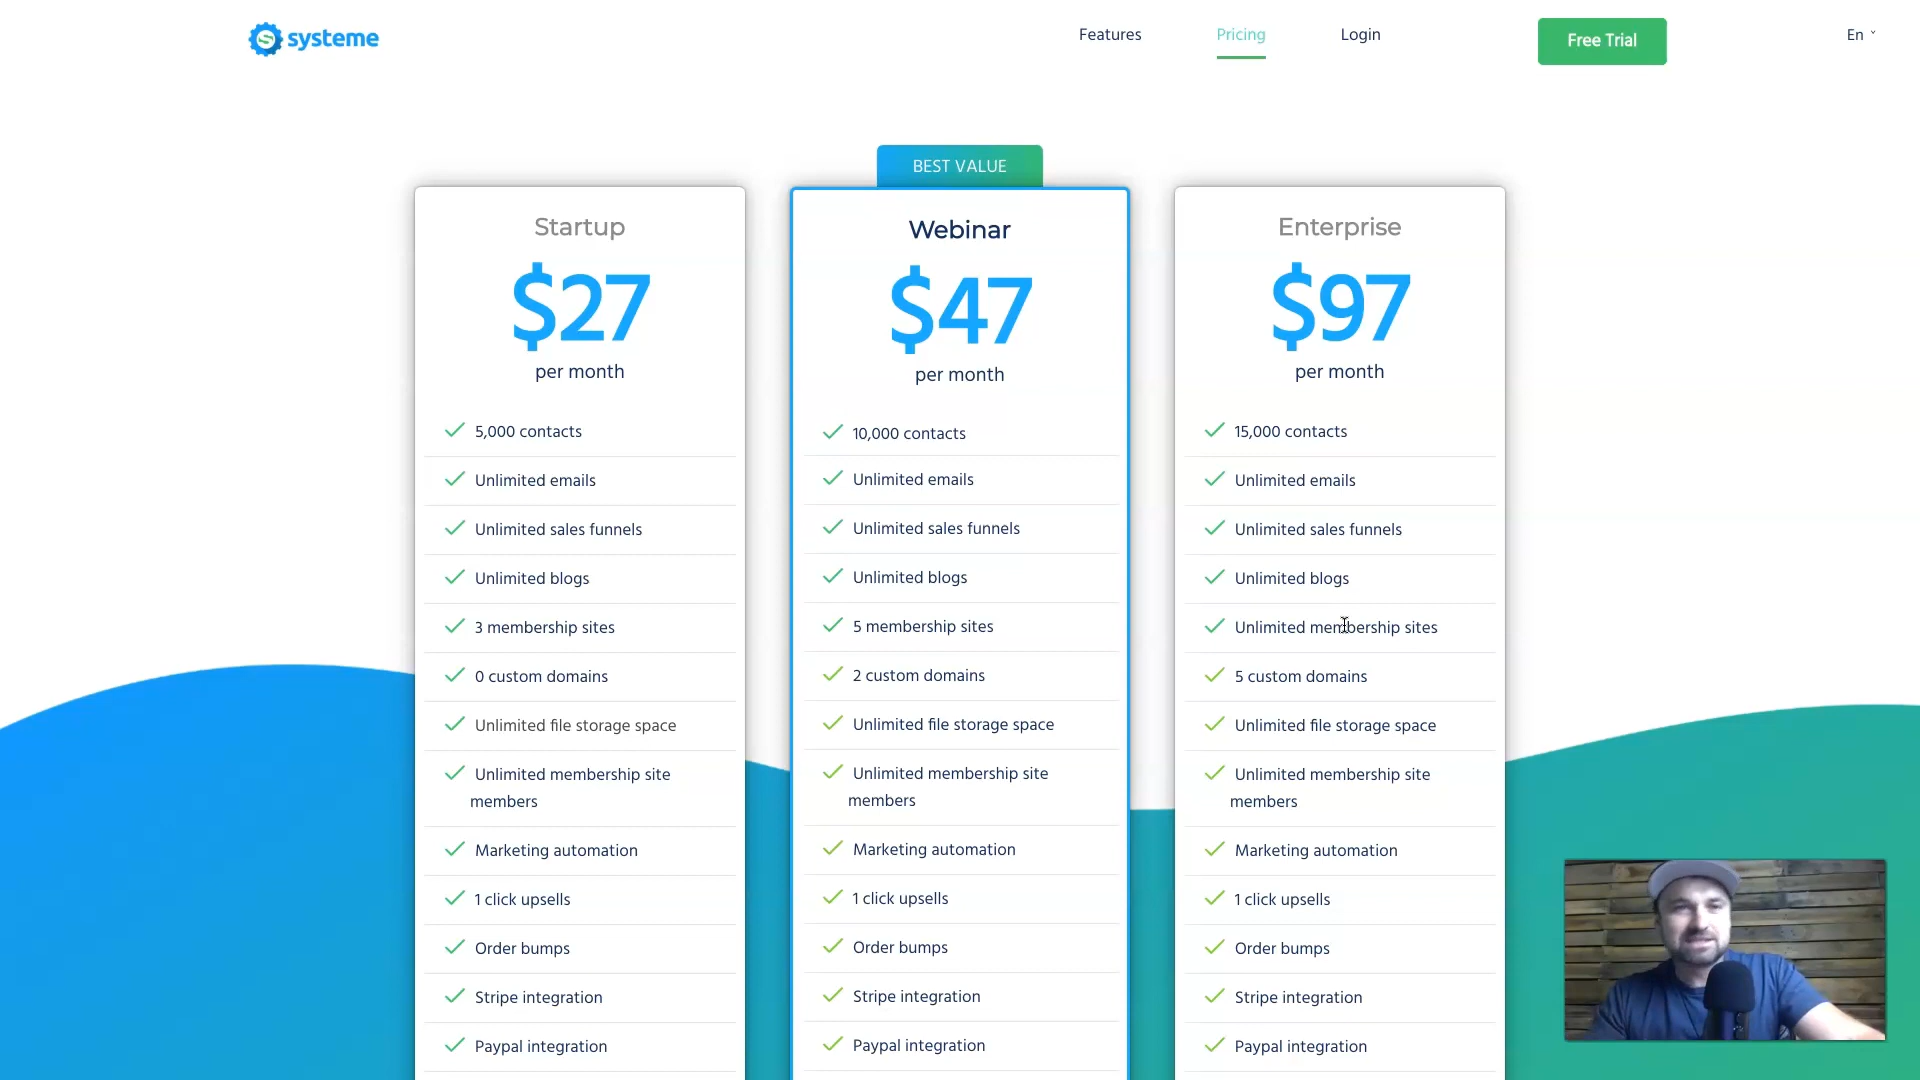 systeme
Features
Pricing
Login
Free Trial
En
BEST VALUE
Startup
$27
per month
5,000 contacts
Unlimited emails
Unlimited sales funnels
Unlimited blogs
3 membership sites
0 custom domains
Unlimited file storage space
Unlimited membership site
members
Marketing automation
1 click upsells
Order bumps
Stripe integration
Paypal integration
Webinar
$47
per month
10,000 contacts
Unlimited emails
Unlimited sales funnels
Unlimited blogs
5 membership sites
2 custom domains
Unlimited file storage space
Unlimited membership site
members
Marketing automation
1 click upsells
Order bumps
Stripe integration
Paypal integration
Enterprise
$97
per month
15,000 contacts
Unlimited emails
Unlimited sales funnels
Unlimited blogs
Unlimited membership sites
5 custom domains
Unlimited file storage space
Unlimited membership site
members
Marketing automation
1 click upsells
Order bumps
Stripe integration
Paypal integration